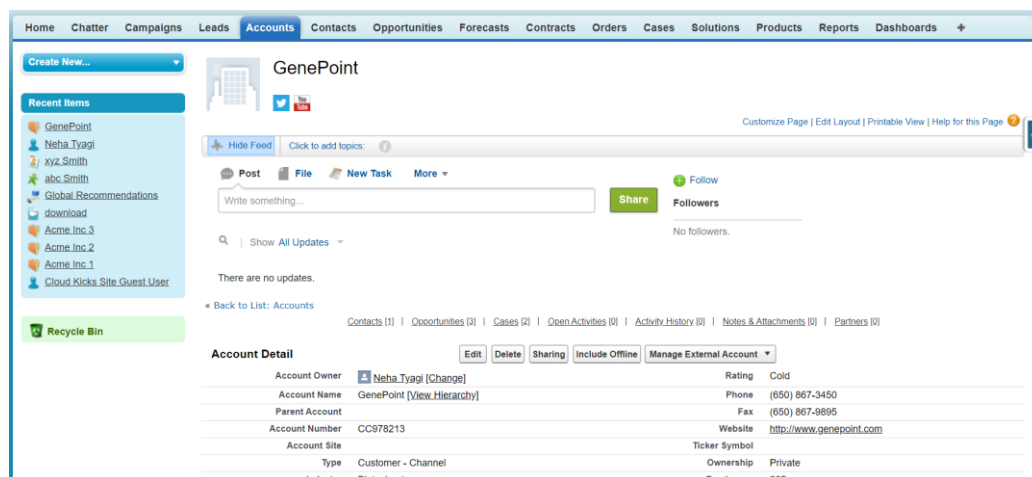 Home Chatter Campaigns Leads Accounts Contacts Opportunities Forecasts Contracts Orders Cases Solutions Products Reports Dashboards +
Create New...
Recent Items
GenePoint
Neha Tyagi
xyz Smith
abc Smith
Global Recommendations
download
Acme Inc 3
Acme Inc 2
Acme Inc 1
Cloud Kicks Site Guest User
Recycle Bin
GenePoint
You Tube
Customize Page | Edit Layout | Printable View | Help for this Page ?
Hide Feed Click to add topics: i
Post File New Task More
Write something...
Share
Follow
Followers
No followers.
Show All Updates
There are no updates.
« Back to List: Accounts
Contacts [1] | Opportunities [3] | Cases [2] | Open Activities [0] | Activity History [0] | Notes & Attachments [0] | Partners [0]
Account Detail Edit Delete Sharing Include Offline Manage External Account
Account Owner Neha Tyagi [Change] Rating Cold
Account Name GenePoint [View Hierarchy] Phone (650) 867-3450
Parent Account Fax (650) 867-9895
Account Number CC978213 Website http://www.genepoint.com
Account Site Ticker Symbol
Type Customer - Channel Ownership Private